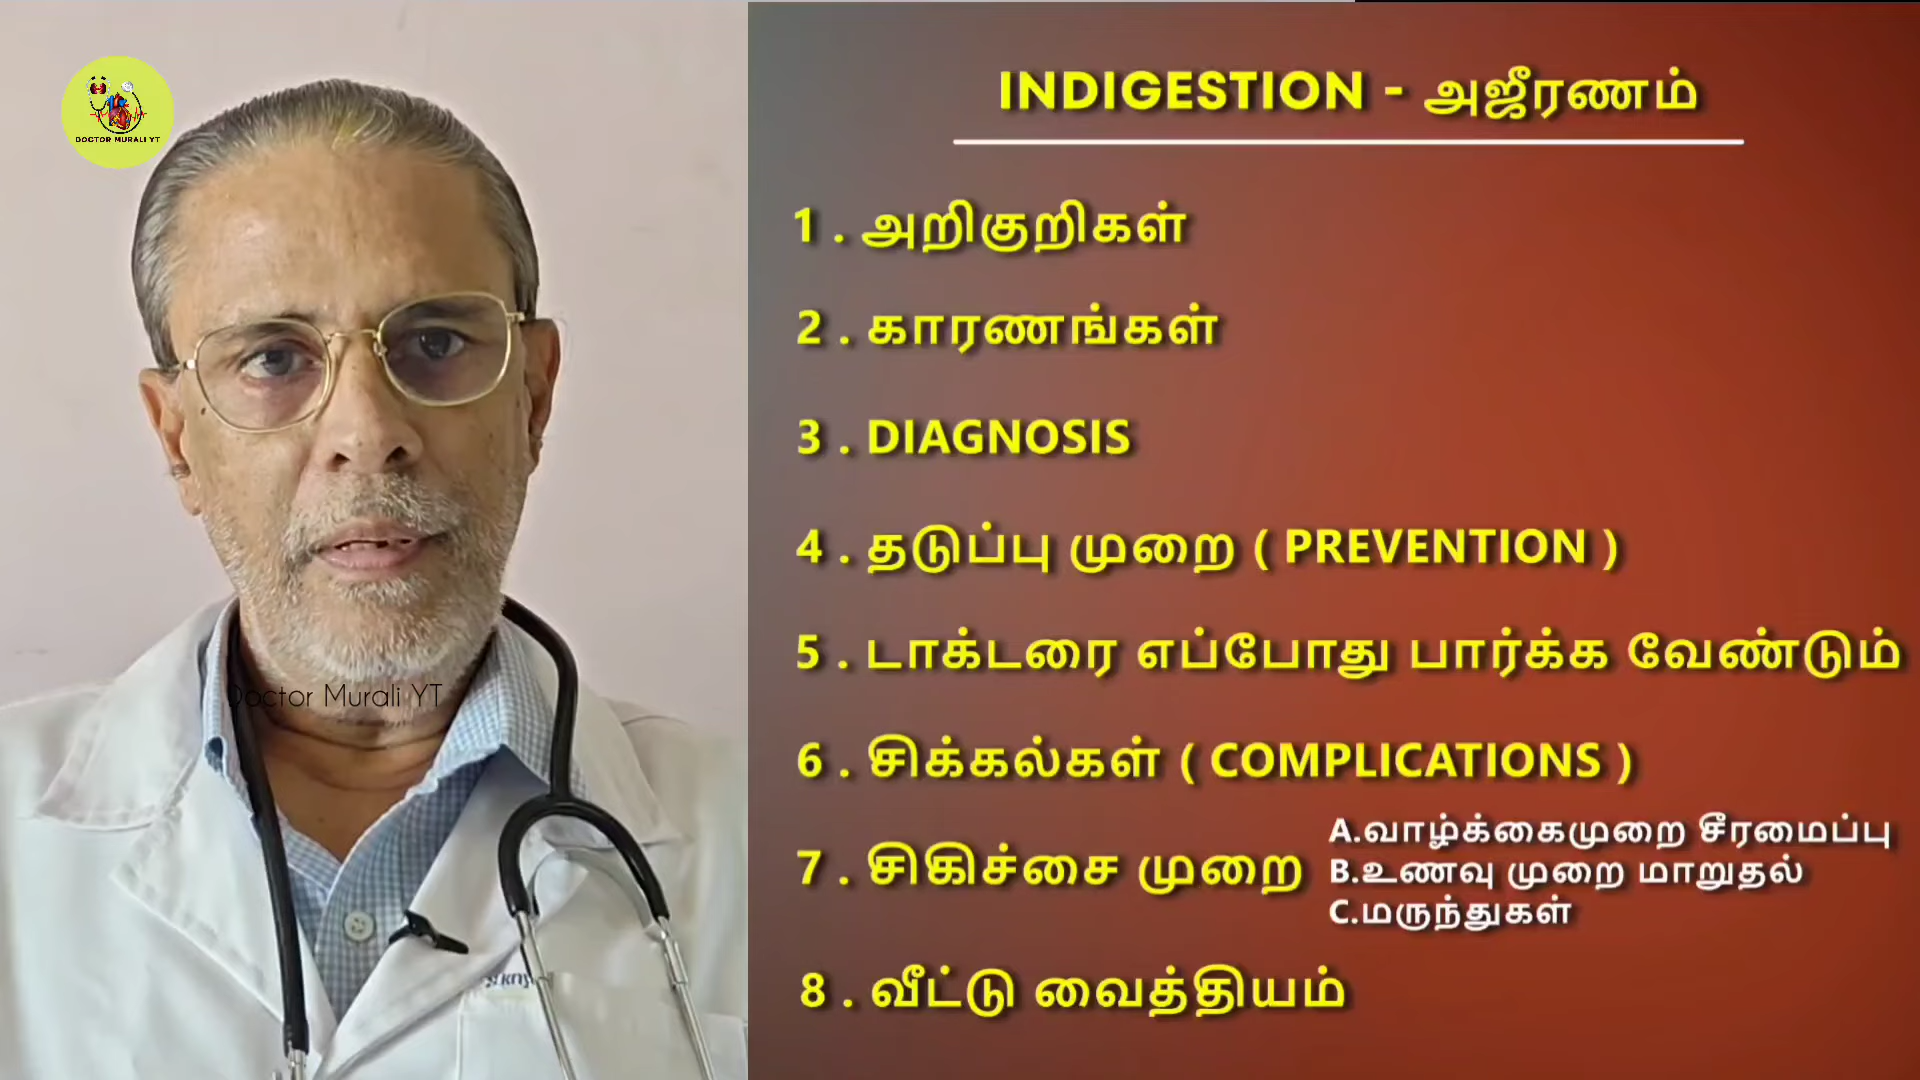 DOCTOR MURALI YT
Doctor Murali YT
INDIGESTION - அஜீரணம்
1 . அறிகுறிகள்
2 . காரணங்கள்
3 . DIAGNOSIS
4 . தடுப்பு முறை ( PREVENTION )
5 . டாக்டரை எப்போது பார்க்க வேண்டும்
6 . சிக்கல்கள் ( COMPLICATIONS )
7 . சிகிச்சை முறை
A.வாழ்க்கைமுறை சீரமைப்பு
B.உணவு முறை மாறுதல்
C.மருந்துகள்
8 . வீட்டு வைத்தியம்